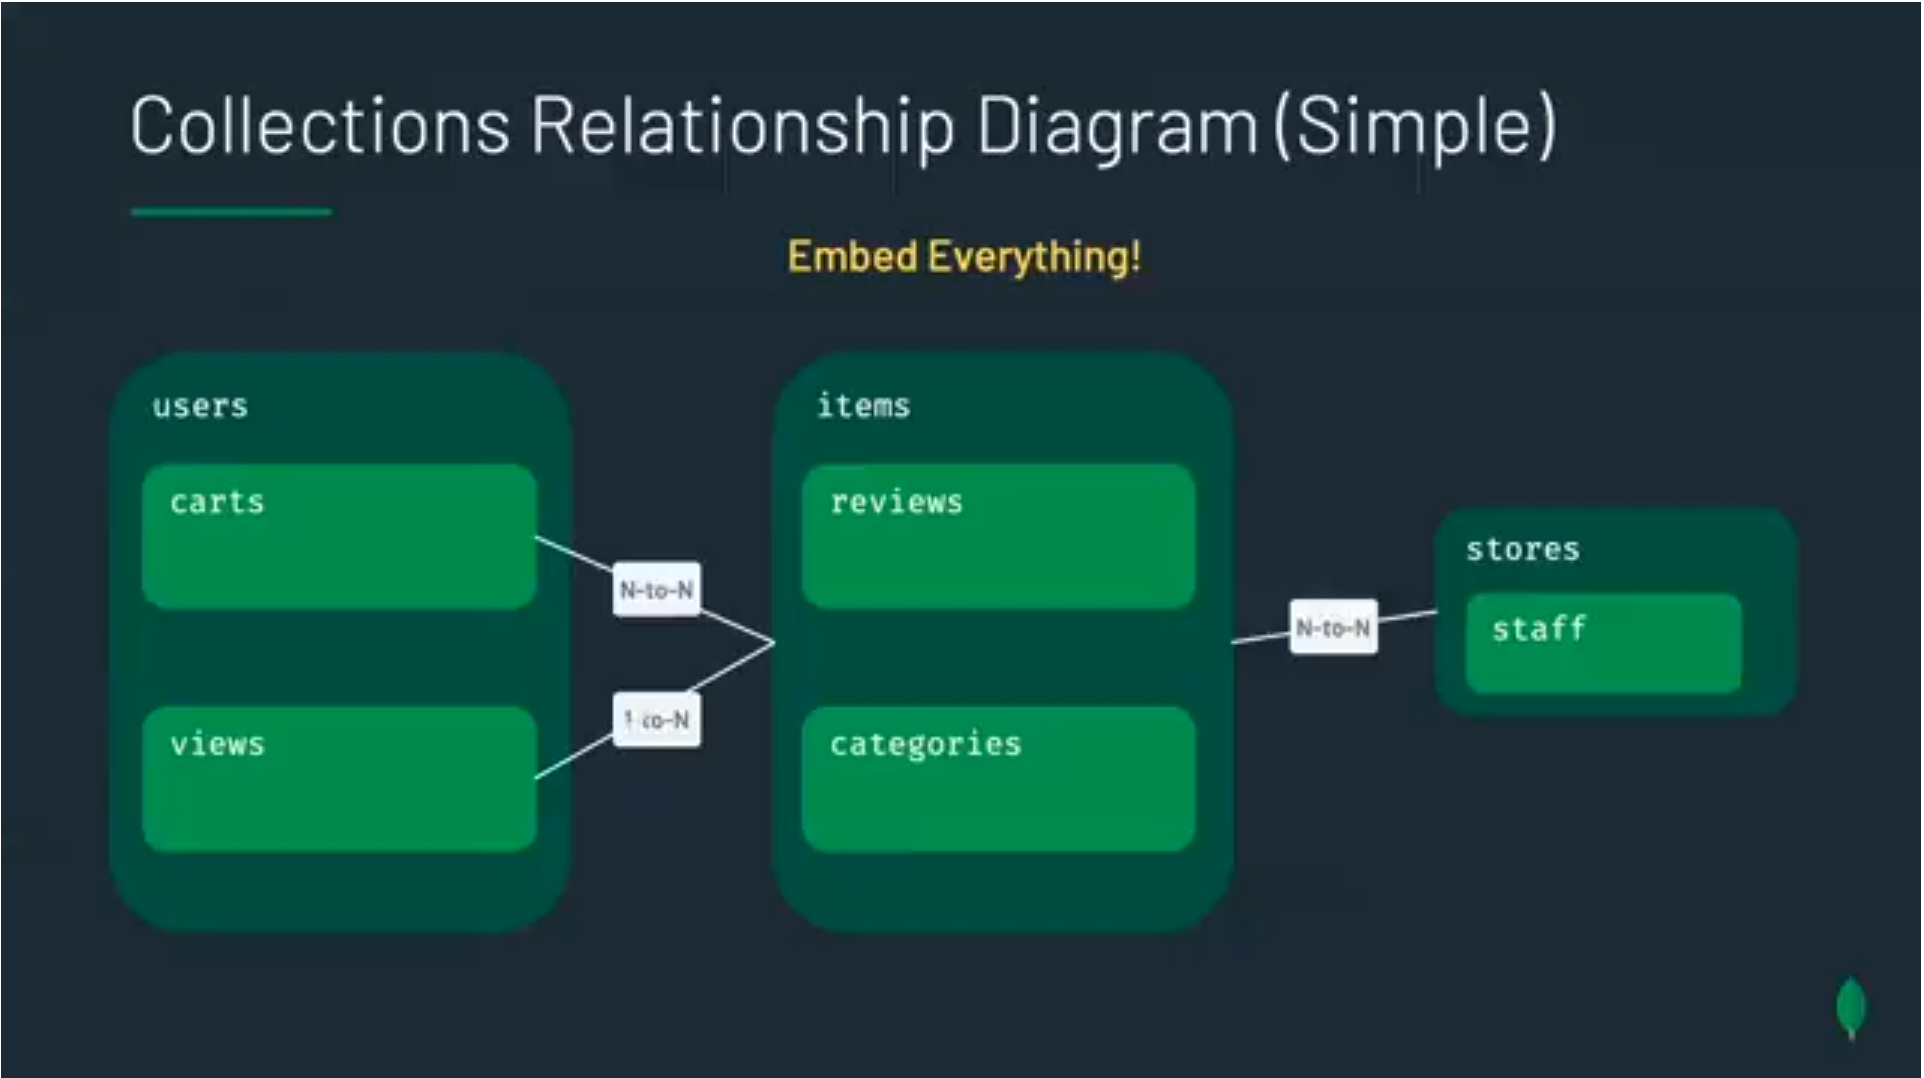 Collections Relationship Diagram (Simple)
Embed Everything!
users
carts
views
N-to-N
1-to-N
items
reviews
categories
N-to-N
stores
staff